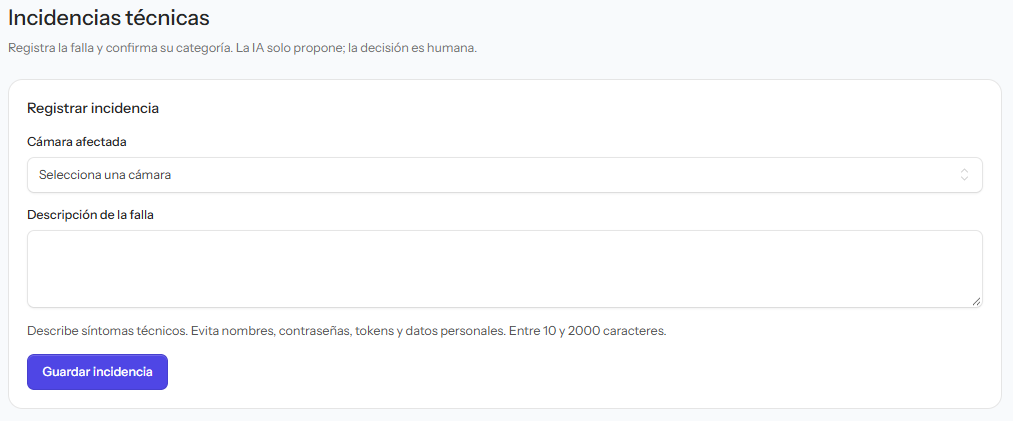 Incidencias técnicas
Registra la falla y confirma su categoría. La IA solo propone; la decisión es humana.
Registrar incidencia
Cámara afectada
Selecciona una cámara
Descripción de la falla
Describe síntomas técnicos. Evita nombres, contraseñas, tokens y datos personales. Entre 10 y 2000 caracteres.
Guardar incidencia